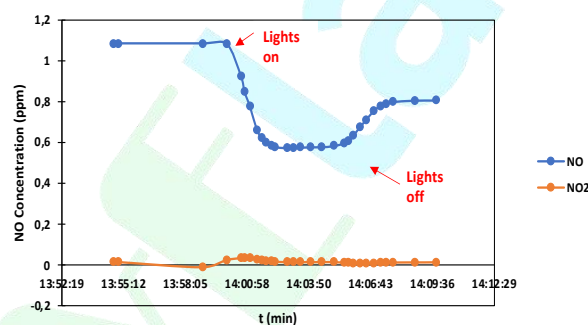 1,2
1
0,8
0,6
0,4
0,2
0
-0,2
NO Concentration (ppm)
Lights
on
Lights
off
NO
NO2
13:52:19 13:55:12 13:58:05 14:00:58 14:03:50 14:06:43 14:09:36 14:12:29
t (min)